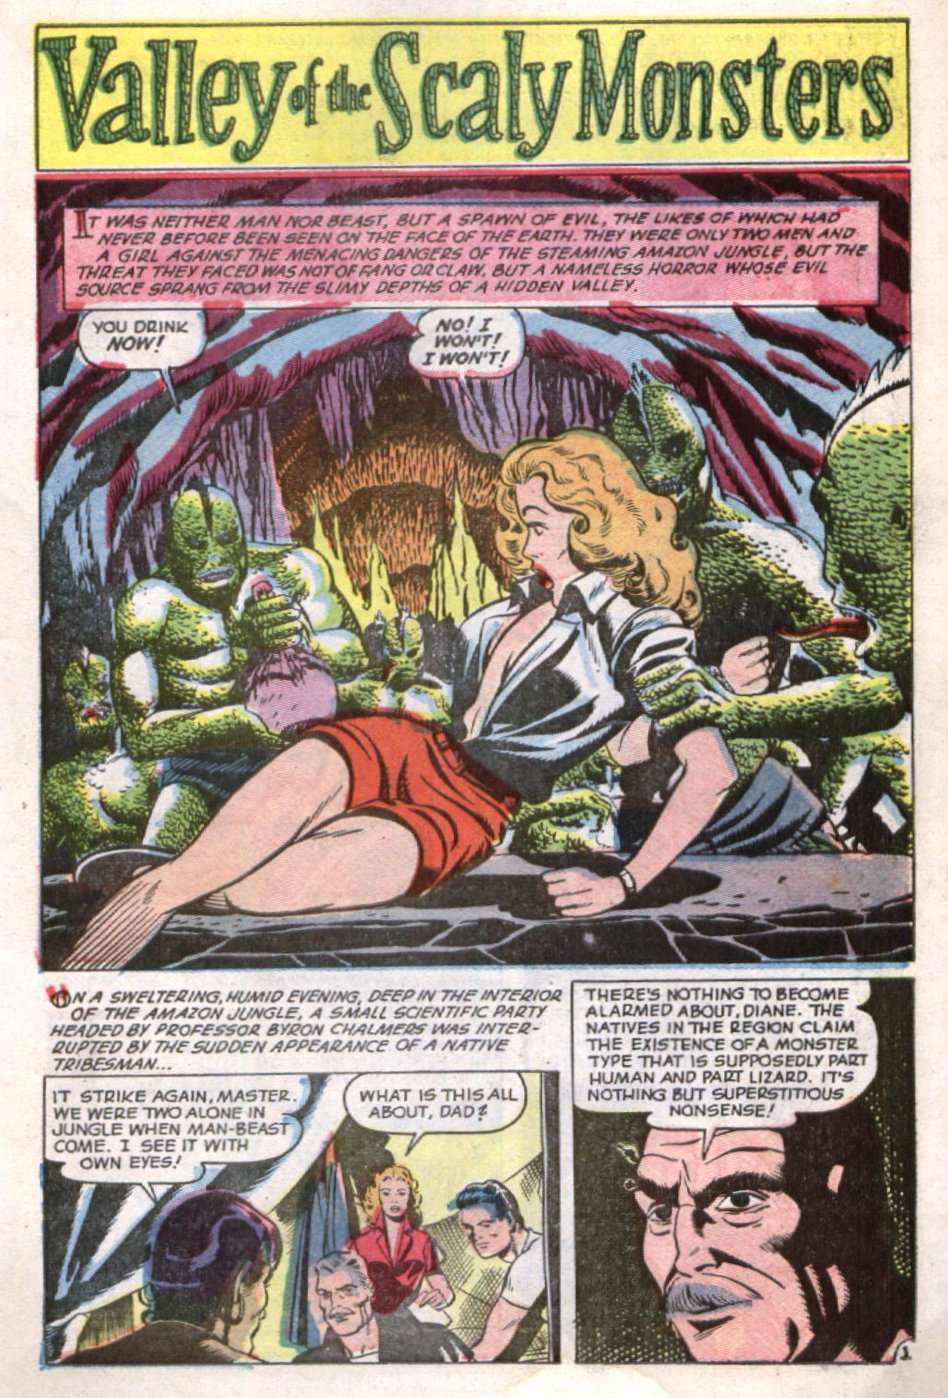 Valley of the Scaly Monsters
IT WAS NEITHER MAN NOR BEAST, BUT A SPAWN OF EVIL, THE LIKES OF WHICH HAD
NEVER BEFORE BEEN SEEN ON THE FACE OF THE EARTH. THEY WERE ONLY TWO MEN AND
A GIRL AGAINST THE MENACING DANGERS OF THE STEAMING AMAZON JUNGLE, BUT THE
THREAT THEY FACED WAS NOT OF FANG OR CLAW, BUT A NAMELESS HORROR WHOSE EVIL
SOURCE SPRANG FROM THE SLIMY DEPTHS OF A HIDDEN VALLEY.
YOU DRINK
NOW!
NO! I
WON'T!
I WON'T!
ON A SWELTERING, HUMID EVENING, DEEP IN THE INTERIOR
OF THE AMAZON JUNGLE, A SMALL SCIENTIFIC PARTY
HEADED BY PROFESSOR BYRON CHALMERS WAS INTER-
RUPTED BY THE SUDDEN APPEARANCE OF A NATIVE
TRIBESMAN...
IT STRIKE AGAIN, MASTER.
WE WERE TWO ALONE IN
JUNGLE WHEN MAN-BEAST
COME. I SEE IT WITH
OWN EYES!
WHAT IS THIS ALL
ABOUT, DAD?
THERE'S NOTHING TO BECOME
ALARMED ABOUT, DIANE. THE
NATIVES IN THE REGION CLAIM
THE EXISTENCE OF A MONSTER
TYPE THAT IS SUPPOSEDLY PART
HUMAN AND PART LIZARD. IT'S
NOTHING BUT SUPERSTITIOUS
NONSENSE!
1